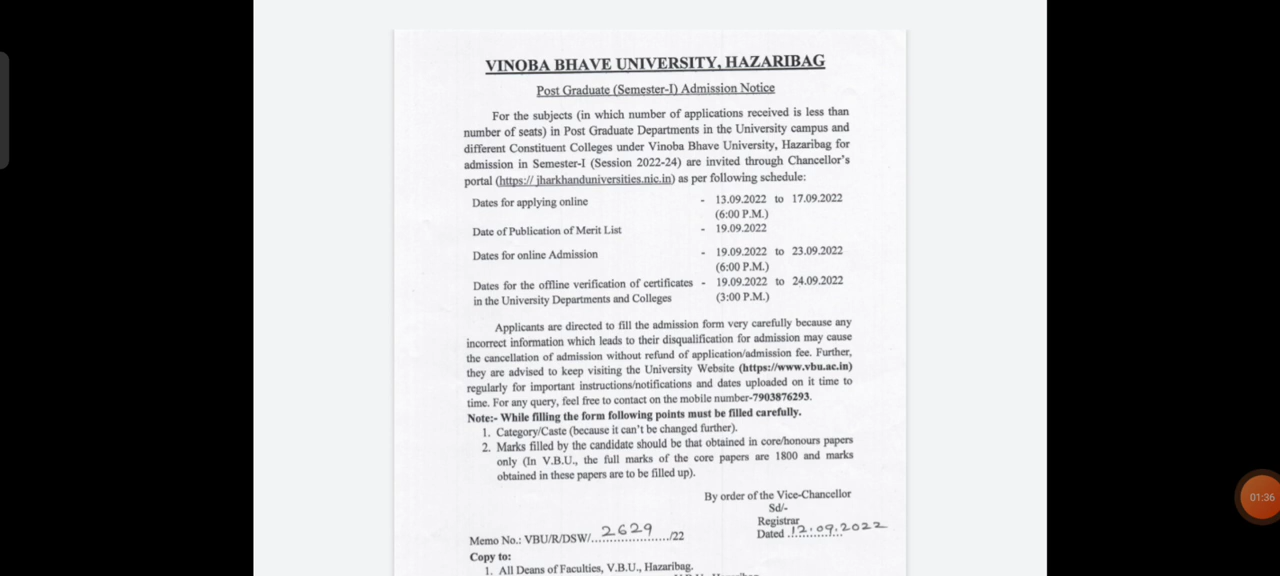 VINOBA BHAVE UNIVERSITY, HAZARIBAG
Post Graduate (Semester-I) Admission Notice
For the subjects (in which number of applications received is less than
number of seats) in Post Graduate Departments in the University campus and
different Constituent Colleges under Vinoba Bhave University, Hazaribag for
admission in Semester-I (Session 2022-24) are invited through Chancellor's
portal (https:// jharkhanduniversities.nic.in) as per following schedule:
Dates for applying online - 13.09.2022 to 17.09.2022
(6:00 P.M.)
Date of Publication of Merit List - 19.09.2022
Dates for online Admission - 19.09.2022 to 23.09.2022
(6:00 P.M.)
Dates for the offline verification of certificates - 19.09.2022 to 24.09.2022
in the University Departments and Colleges (3:00 P.M.)
Applicants are directed to fill the admission form very carefully because any
incorrect information which leads to their disqualification for admission may cause
the cancellation of admission without refund of application/admission fee. Further,
they are advised to keep visiting the University Website (https://www.vbu.ac.in)
regularly for important instructions/notifications and dates uploaded on it time to
time. For any query, feel free to contact on the mobile number-7903876293.
Note:- While filling the form following points must be filled carefully.
1. Category/Caste (because it can't be changed further).
2. Marks filled by the candidate should be that obtained in core/honours papers
only (In V.B.U., the full marks of the core papers are 1800 and marks
obtained in these papers are to be filled up).
By order of the Vice-Chancellor
Sd/-
Registrar
Memo No.: VBU/R/DSW/...2629.../22 Dated 12.09.2022
Copy to:
1. All Deans of Faculties, V.B.U., Hazaribag.
01:36